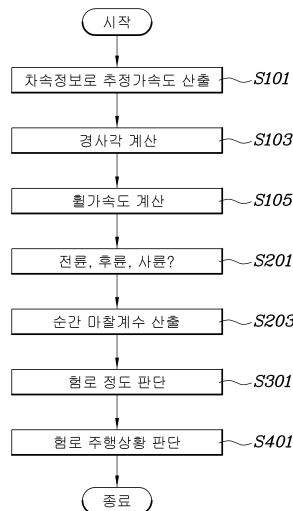 시작
차속정보로 추정가속도 산출 S101
경사각 계산 S103
휠가속도 계산 S105
전륜, 후륜, 사륜? S201
순간 마찰계수 산출 S203
험로 정도 판단 S301
험로 주행상황 판단 S401
종료